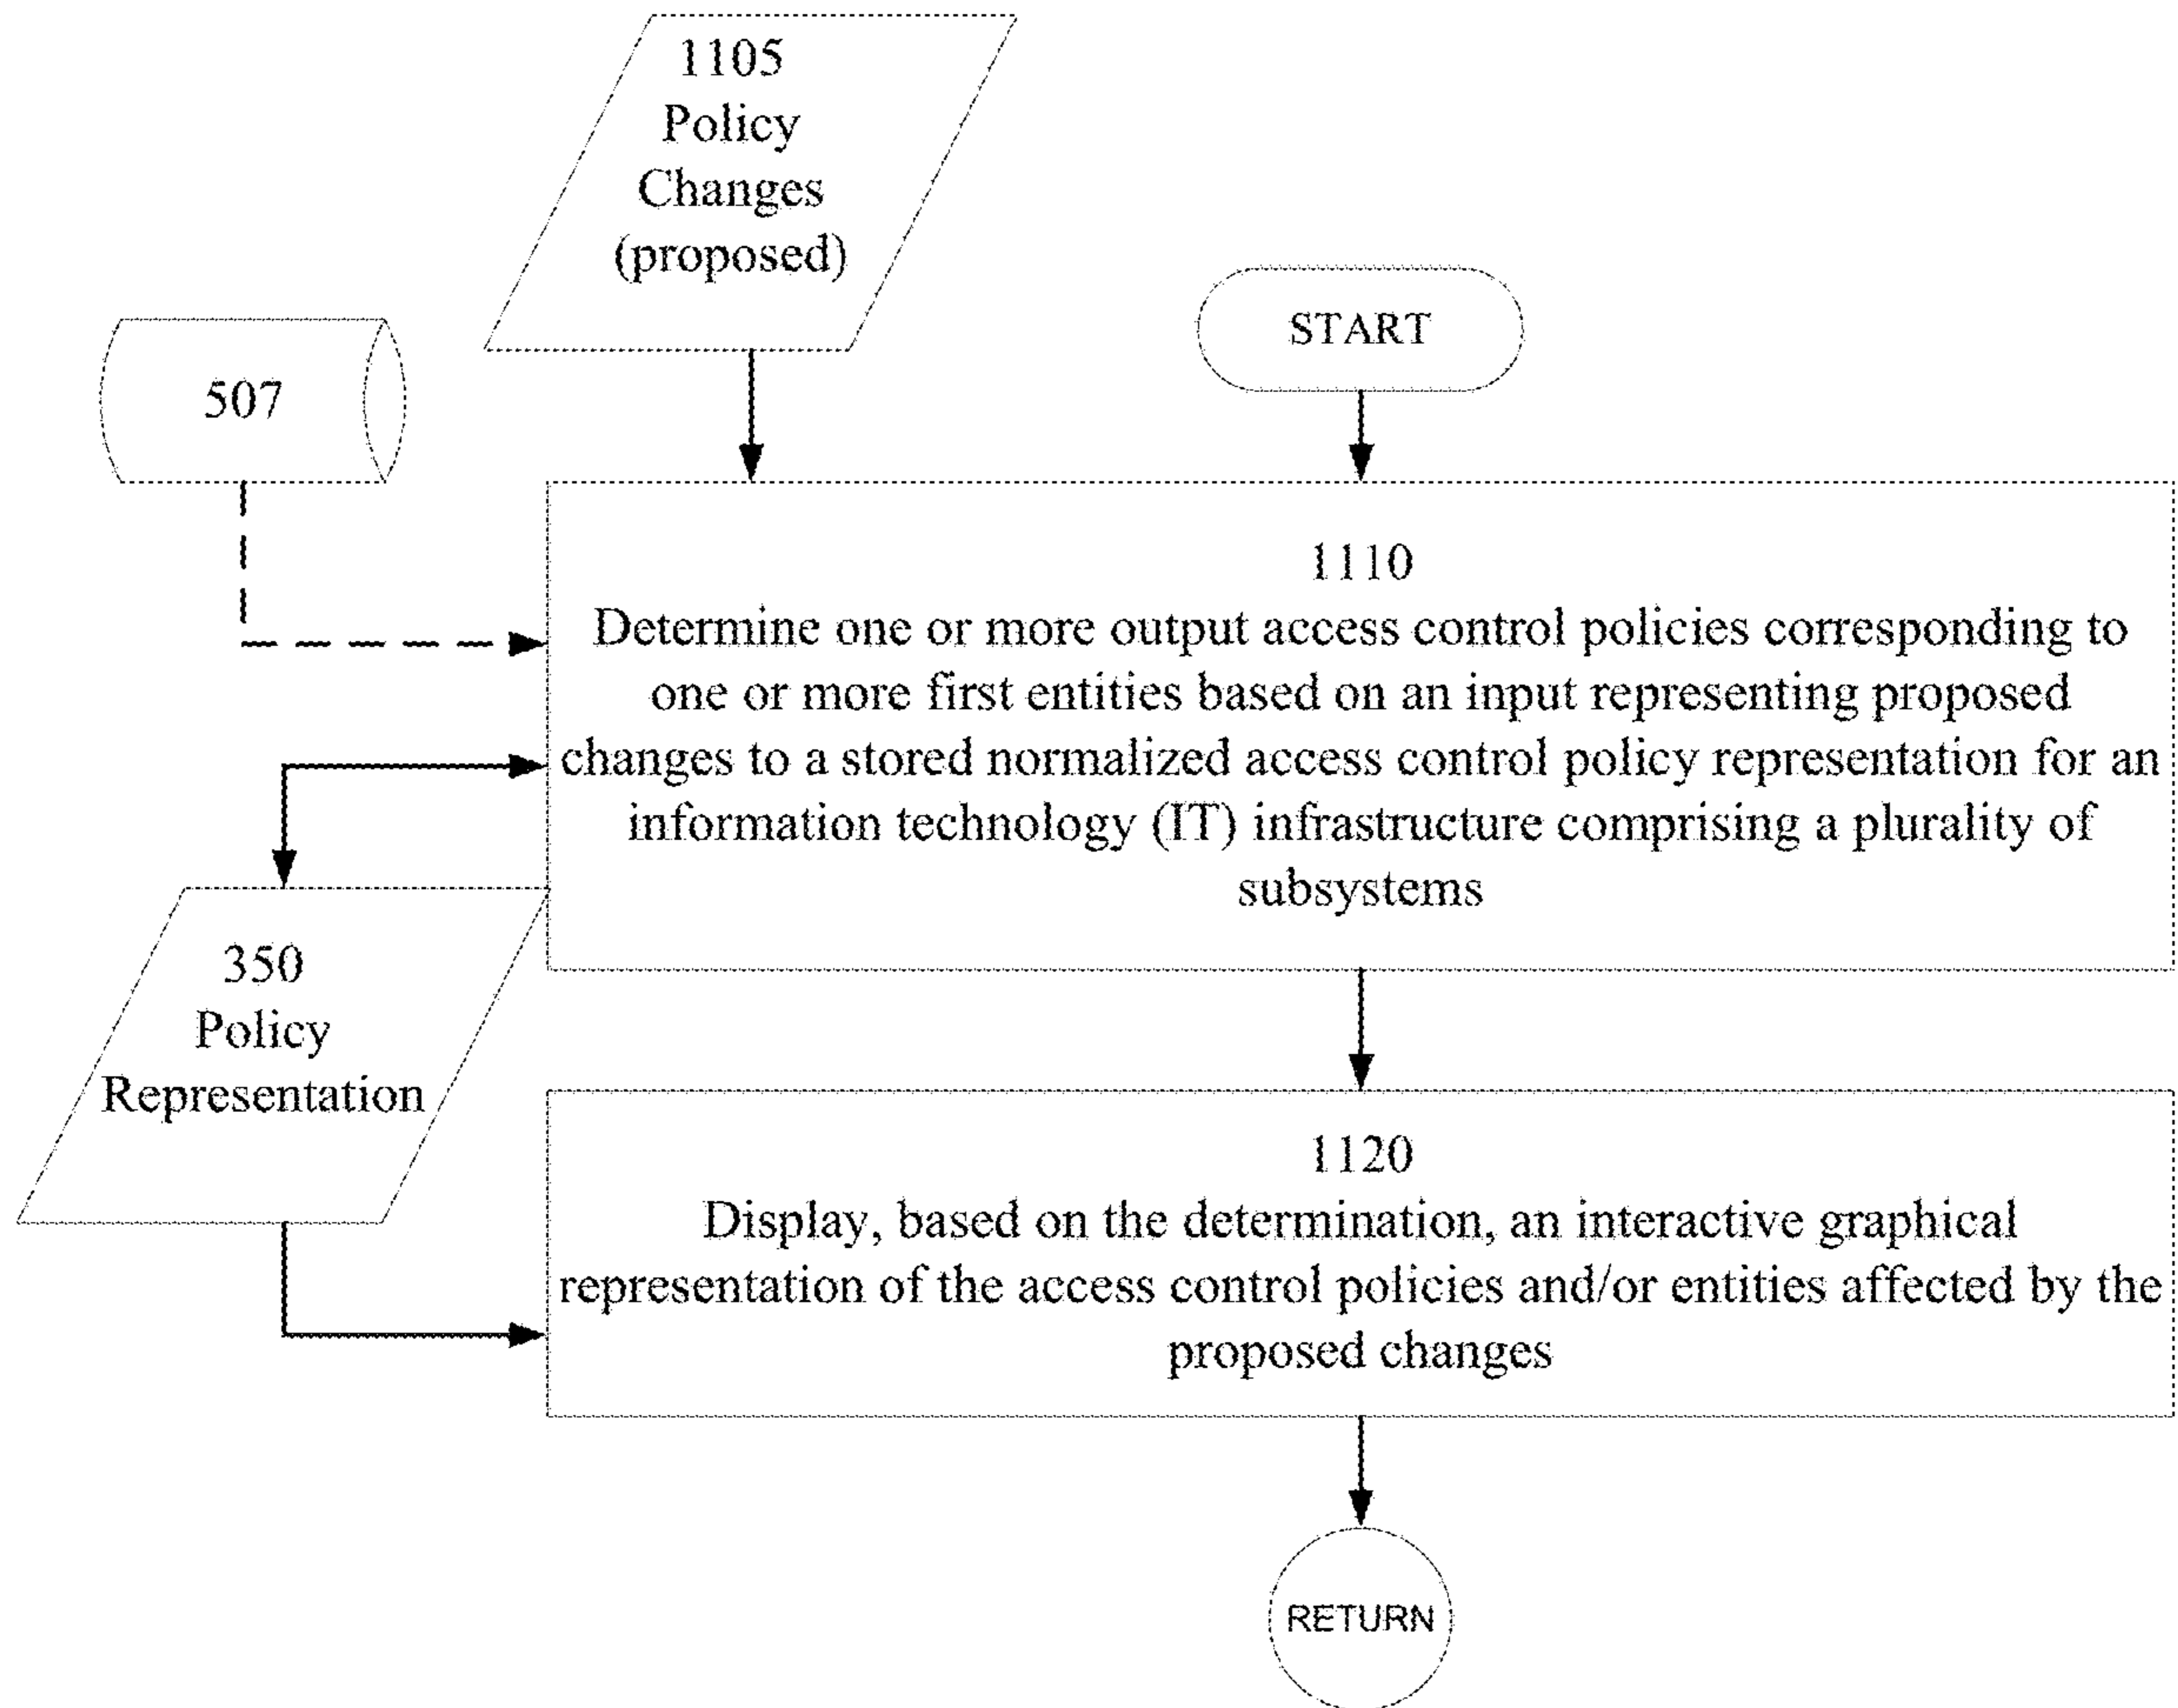 1105
Policy
Changes
(proposed)
START
507
1110
Determine one or more output access control policies corresponding to
one or more first entities based on an input representing proposed
changes to a stored normalized access control policy representation for an
information technology (IT) infrastructure comprising a plurality of
subsystems
350
Policy
Representation
1120
Display, based on the determination, an interactive graphical
representation of the access control policies and/or entities affected by the
proposed changes
RETURN